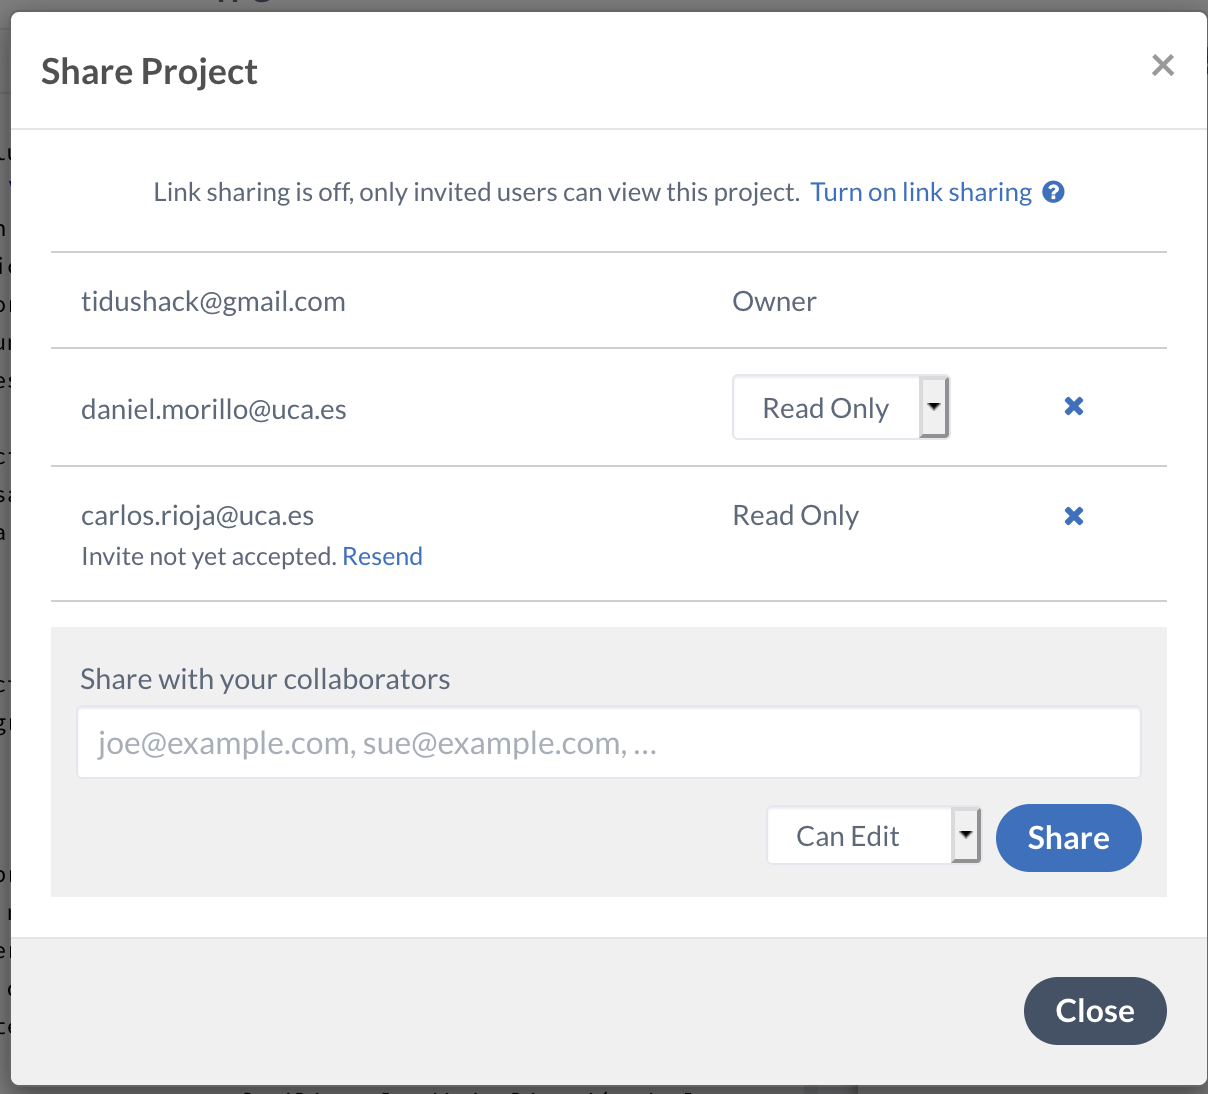 Share Project
Link sharing is off, only invited users can view this project. Turn on link sharing
tidushack@gmail.com Owner
daniel.morillo@uca.es Read Only
carlos.rioja@uca.es Read Only
Invite not yet accepted. Resend
Share with your collaborators
joe@example.com, sue@example.com, ...
Can Edit Share
Close